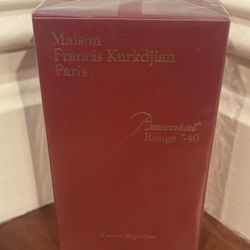 Maison
Francis Kurkdjian
Paris
Baccarat
Rouge 540
Extrait de parfum